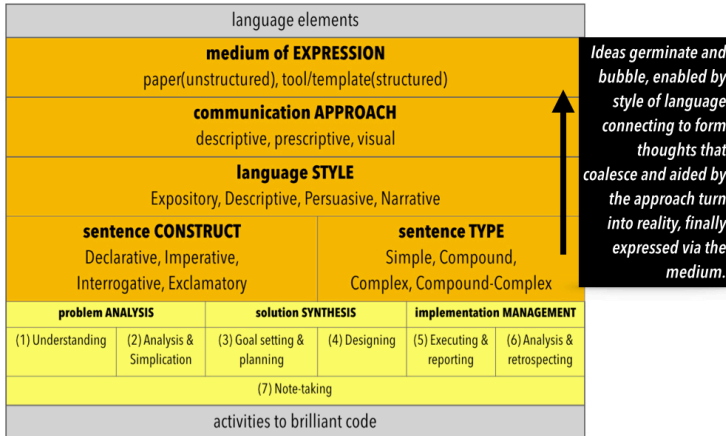 language elements
medium of EXPRESSION
paper(unstructured), tool/template(structured)
communication APPROACH
descriptive, prescriptive, visual
language STYLE
Expository, Descriptive, Persuasive, Narrative
sentence CONSTRUCT
Declarative, Imperative,
Interrogative, Exclamatory
sentence TYPE
Simple, Compound,
Complex, Compound-Complex
problem ANALYSIS
solution SYNTHESIS
implementation MANAGEMENT
(1) Understanding
(2) Analysis &
Simplication
(3) Goal setting &
planning
(4) Designing
(5) Executing &
reporting
(6) Analysis &
retrospecting
(7) Note-taking
activities to brilliant code
Ideas germinate and
bubble, enabled by
style of language
connecting to form
thoughts that
coalesce and aided by
the approach turn
into reality, finally
expressed via the
medium.